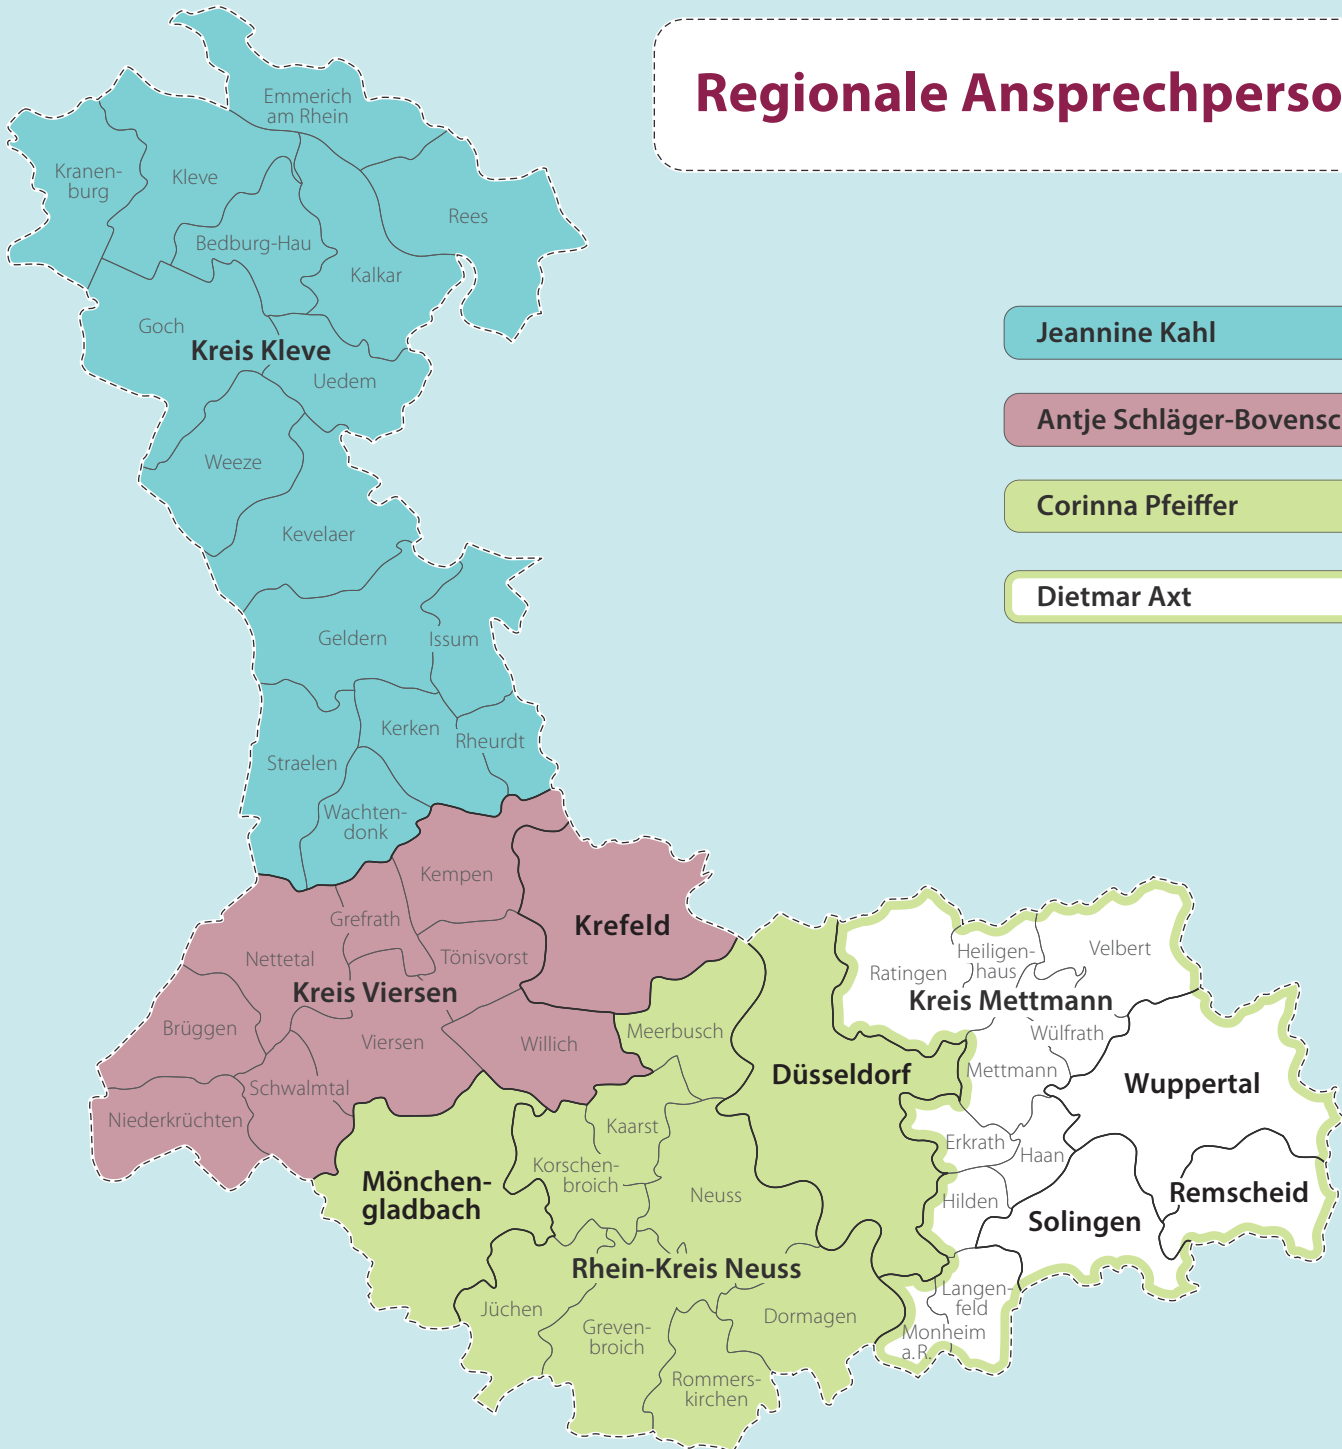 Regionale Ansprechperso
Jeannine Kahl
Antje Schläger-Bovensc
Corinna Pfeiffer
Dietmar Axt
Emmerich
am Rhein
Kranen-
burg
Kleve
Rees
Bedburg-Hau
Kalkar
Goch
Kreis Kleve
Uedem
Weeze
Kevelaer
Geldern
Issum
Kerken
Rheurdt
Straelen
Wachten-
donk
Kempen
Grefrath
Krefeld
Nettetal
Tönisvorst
Kreis Viersen
Brüggen
Viersen
Willich
Schwalmtal
Niederkrüchten
Meerbusch
Düsseldorf
Kaarst
Mönchen-
gladbach
Korschen-
broich
Neuss
Rhein-Kreis Neuss
Jüchen
Greven-
broich
Dormagen
Rommers-
kirchen
Ratingen
Heiligen-
haus
Velbert
Kreis Mettmann
Wülfrath
Mettmann
Wuppertal
Erkrath
Haan
Hilden
Solingen
Remscheid
Langen-
feld
Monheim
a.R.